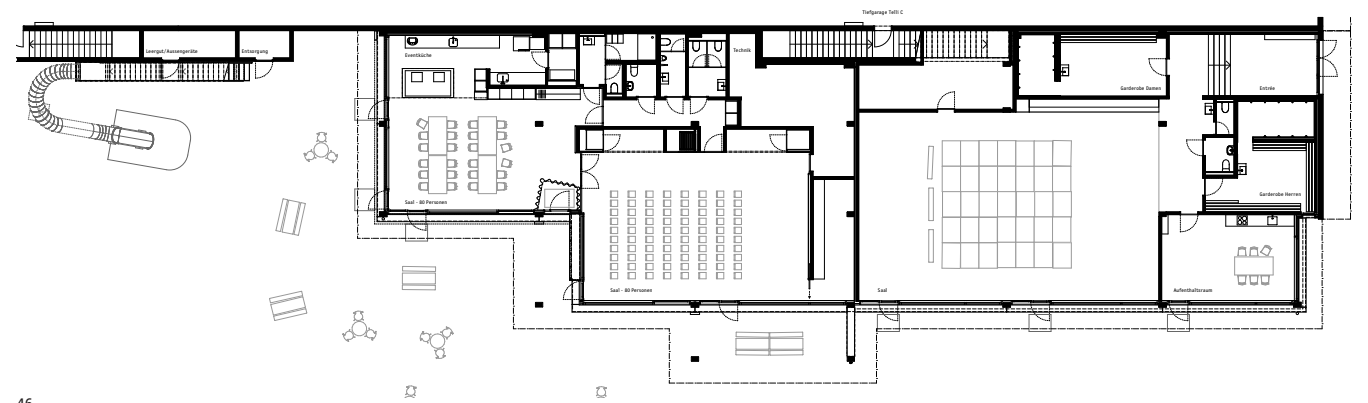 Tiefgarage Telli C
Leergut/Aussengeräte
Entsorgung
Eventküche
Technik
Garderobe Damen
Entrée
Garderobe Herren
Saal - 80 Personen
Saal - 80 Personen
Saal
Aufenthaltsraum
46